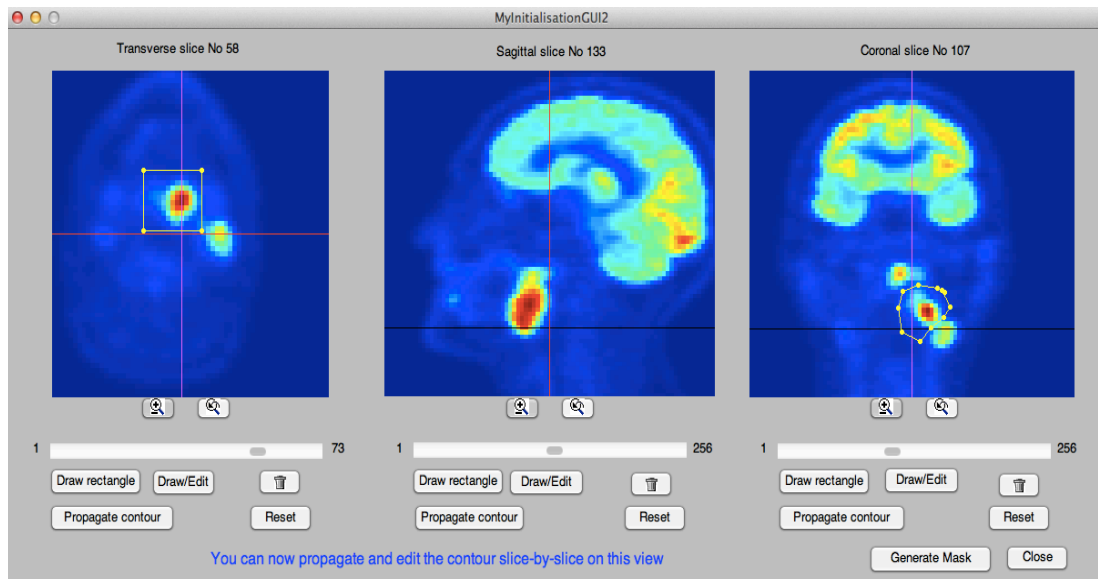 MyInitialisationGUI2
Transverse slice No 58
Sagittal slice No 133
Coronal slice No 107
1 73
1 256
1 256
Draw rectangle Draw/Edit
Draw rectangle Draw/Edit
Draw rectangle Draw/Edit
Propagate contour Reset
Propagate contour Reset
Propagate contour Reset
You can now propagate and edit the contour slice-by-slice on this view
Generate Mask Close